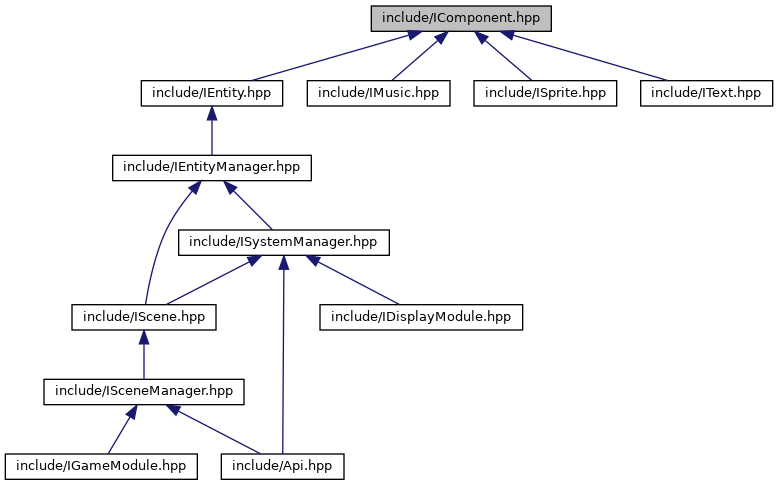 include/IComponent.hpp
include/IEntity.hpp
include/IMusic.hpp
include/ISprite.hpp
include/IText.hpp
include/IEntityManager.hpp
include/ISystemManager.hpp
include/IScene.hpp
include/IDisplayModule.hpp
include/ISceneManager.hpp
include/IGameModule.hpp
include/Api.hpp